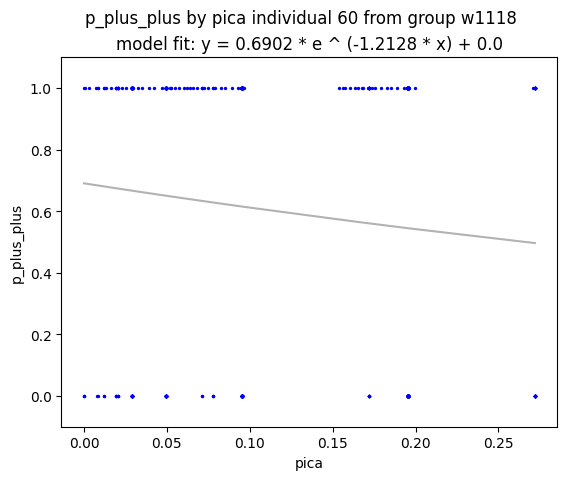 p_plus_plus by pica individual 60 from group w1118
model fit: y = 0.6902 * e ^ (-1.2128 * x) + 0.0
1.0
0.8
0.6
0.4
0.2
0.0
p_plus_plus
0.00 0.05 0.10 0.15 0.20 0.25
pica